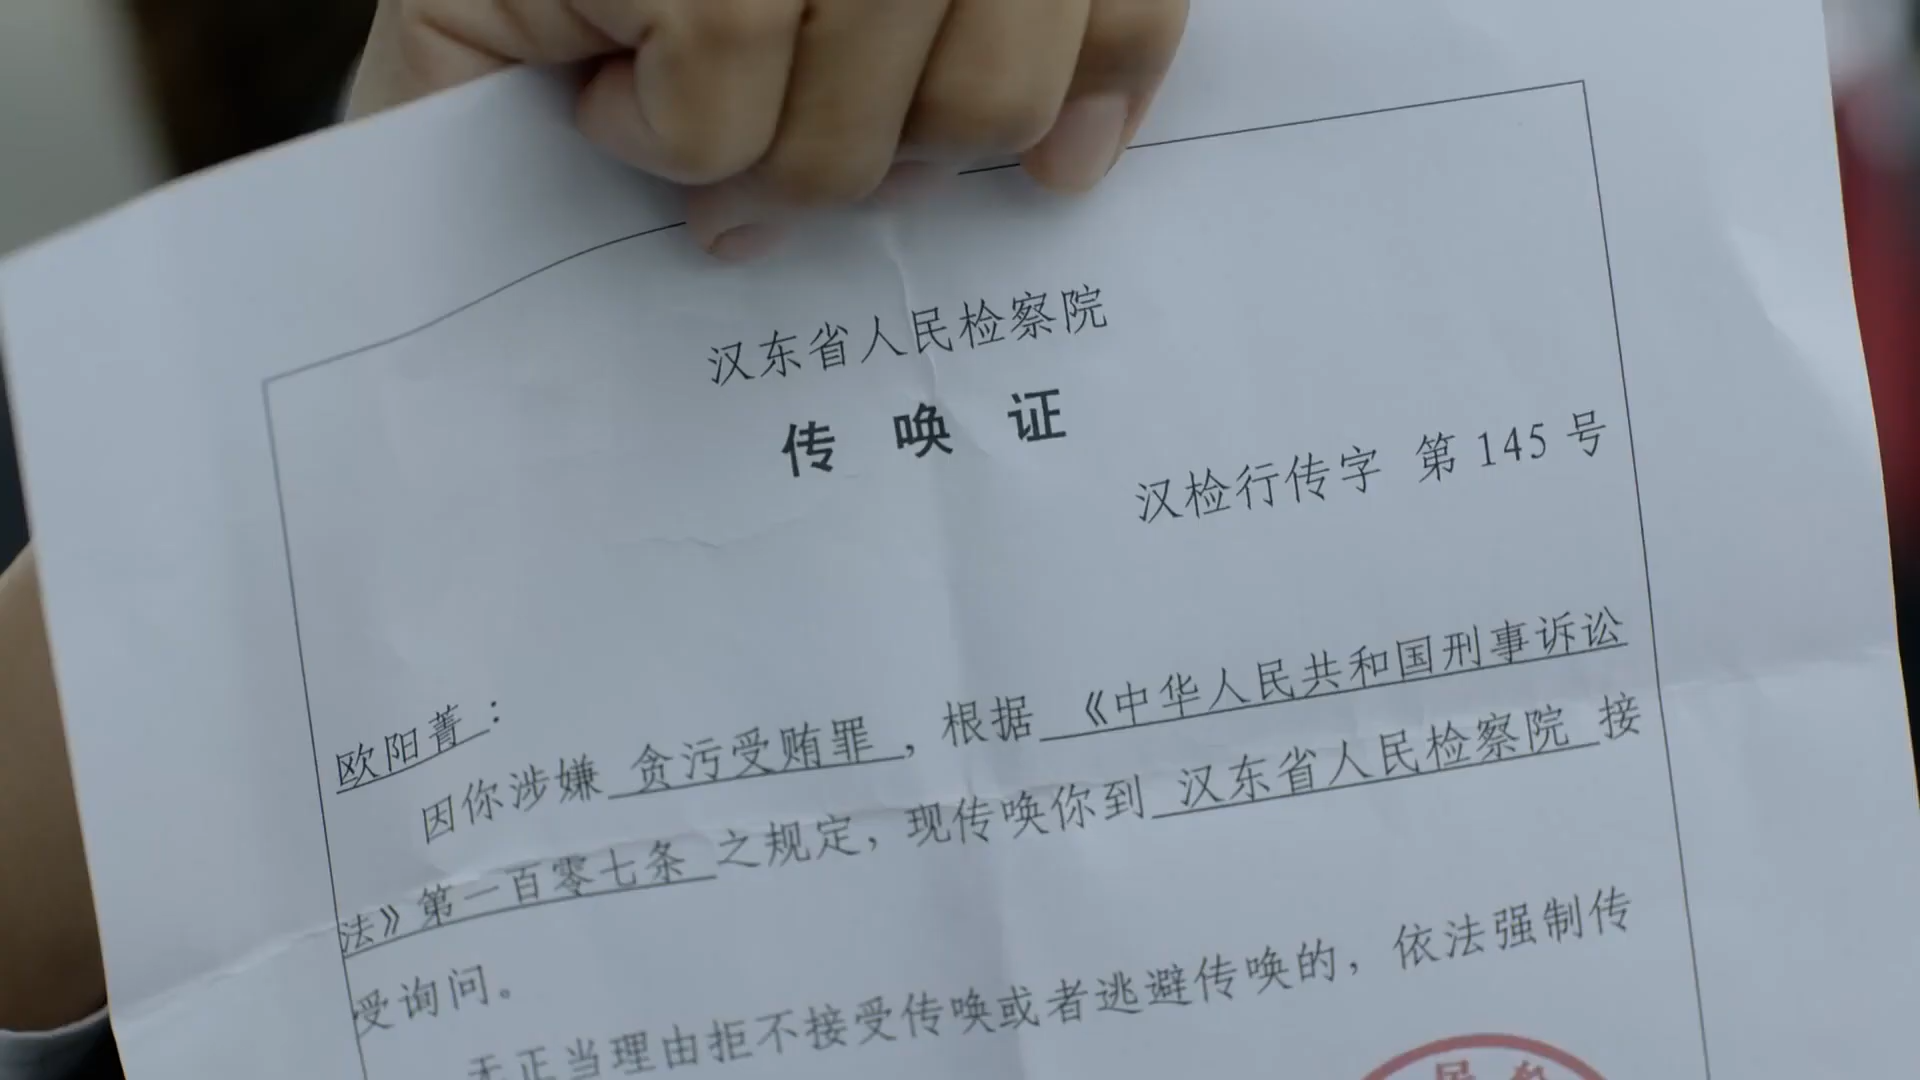 汉东省人民检察院
传 唤 证
汉检行传字 第 145 号
欧阳菁：
因你涉嫌 贪污受贿罪 ，根据 《中华人民共和国刑事诉讼
法》第一百零七条 之规定，现传唤你到 汉东省人民检察院 接
受询问。
无正当理由拒不接受传唤或者逃避传唤的，依法强制传
民